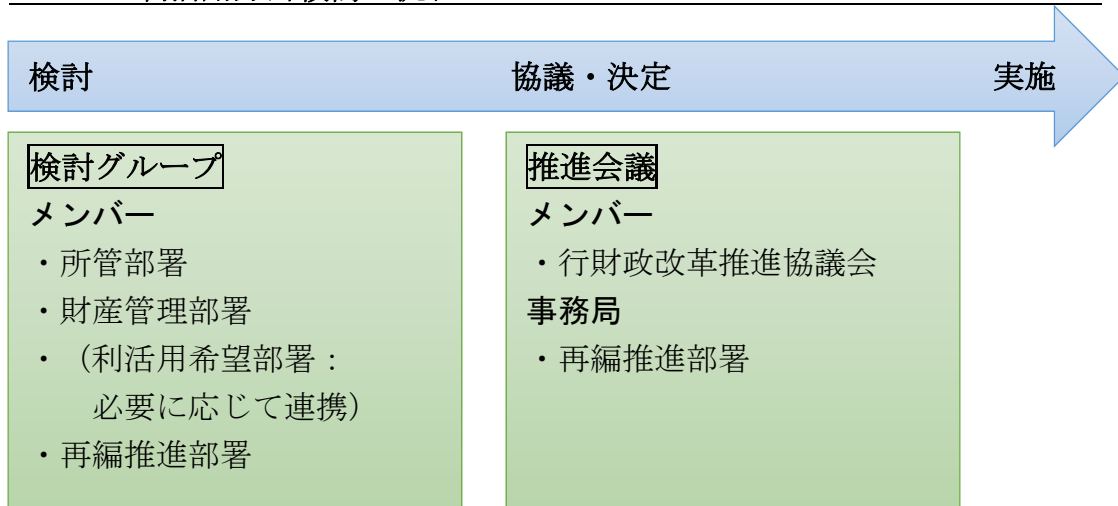 検討 協議・決定 実施
検討グループ
メンバー
・所管部署
・財産管理部署
・（利活用希望部署：
必要に応じて連携）
・再編推進部署
推進会議
メンバー
・行財政改革推進協議会
事務局
・再編推進部署